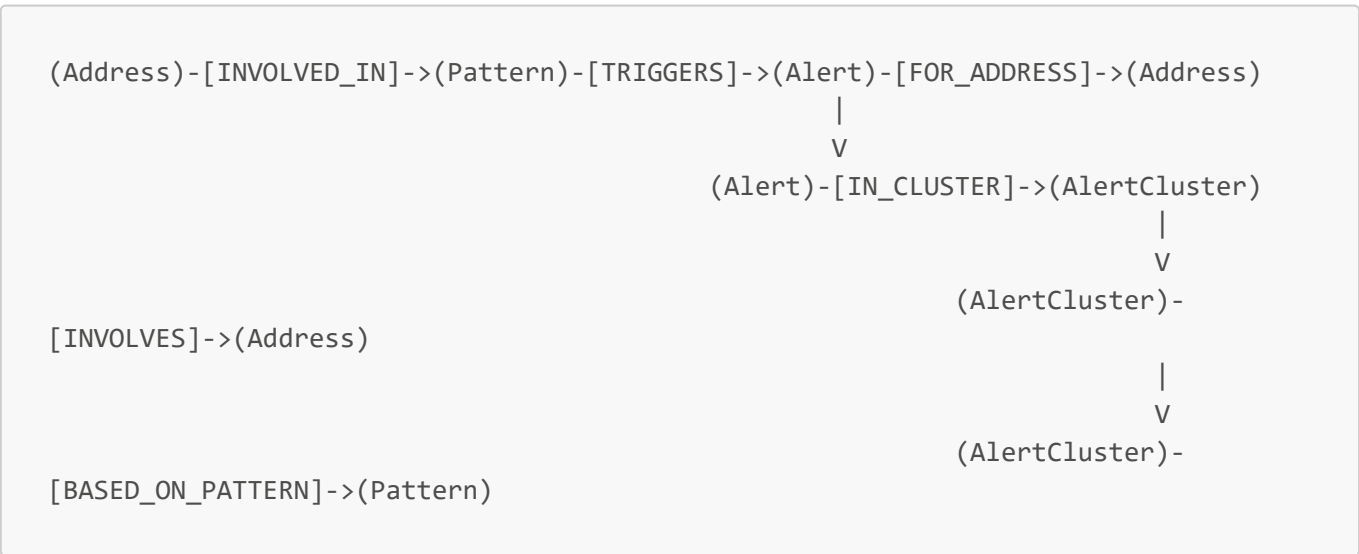 (Address)-[INVOLVED_IN]->(Pattern)-[TRIGGERS]->(Alert)-[FOR_ADDRESS]->(Address)
|
V
(Alert)-[IN_CLUSTER]->(AlertCluster)
|
V
(AlertCluster)-
[INVOLVES]->(Address)
|
V
(AlertCluster)-
[BASED_ON_PATTERN]->(Pattern)